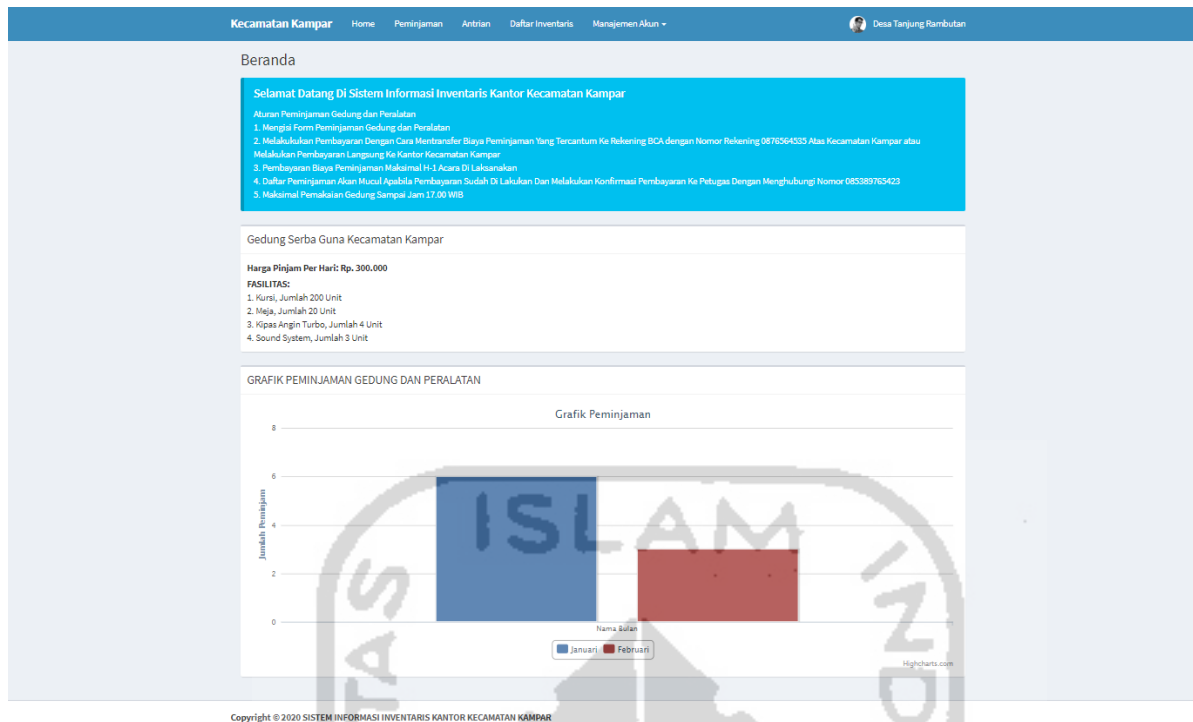 Kecamatan Kampar Home Peminjaman Antrian Daftar Inventaris Manajemen Akun Desa Tanjung Rambutan
Beranda
Selamat Datang Di Sistem Informasi Inventaris Kantor Kecamatan Kampar
Aturan Peminjaman Gedung dan Peralatan
1. Mengisi Form Peminjaman Gedung dan Peralatan
2. Melakukukan Pembayaran Dengan Cara Mentransfer Biaya Peminjaman Yang Tercantum Ke Rekening BCA dengan Nomor Rekening 0876564535 Atas Kecamatan Kampar atau
Melakukan Pembayaran Langsung Ke Kantor Kecamatan Kampar
3. Pembayaran Biaya Peminjaman Maksimal H-1 Acara Di Laksanakan
4. Daftar Peminjaman Akan Mucul Apabila Pembayaran Sudah Di Lakukan Dan Melakukan Konfirmasi Pembayaran Ke Petugas Dengan Menghubungi Nomor 085389765423
5. Maksimal Pemakaian Gedung Sampai Jam 17.00 WIB
Gedung Serba Guna Kecamatan Kampar
Harga Pinjam Per Hari: Rp. 300.000
FASILITAS:
1. Kursi, Jumlah 200 Unit
2. Meja, Jumlah 20 Unit
3. Kipas Angin Turbo, Jumlah 4 Unit
4. Sound System, Jumlah 3 Unit
GRAFIK PEMINJAMAN GEDUNG DAN PERALATAN
Grafik Peminjaman
8
6
4
2
0
Jumlah Peminjam
Nama Bulan
Januari Februari
Highcharts.com
ISLAM
TAS
INDO
Copyright © 2020 SISTEM INFORMASI INVENTARIS KANTOR KECAMATAN KAMPAR